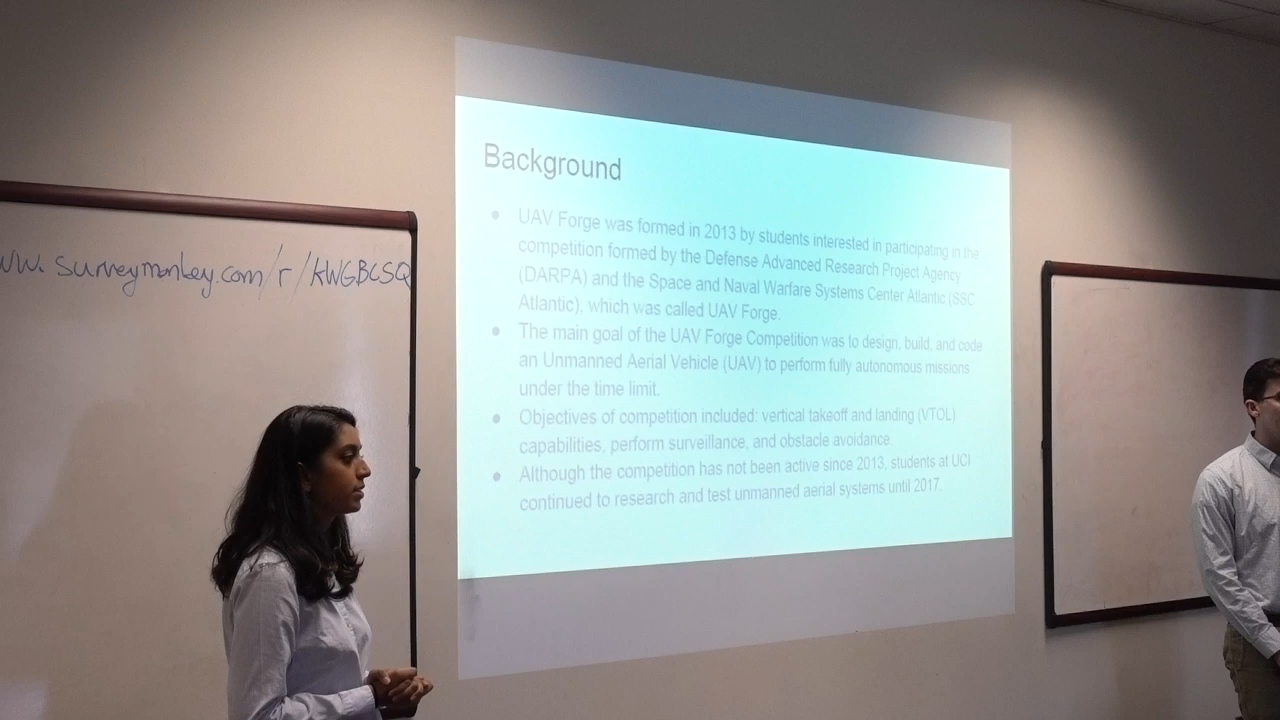 www.surveymonkey.com/r/KWGBCSQ
Background
UAV Forge was formed in 2013 by students interested in participating in the
competition formed by the Defense Advanced Research Project Agency
(DARPA) and the Space and Naval Warfare Systems Center Atlantic (SSC
Atlantic), which was called UAV Forge.
The main goal of the UAV Forge Competition was to design, build, and code
an Unmanned Aerial Vehicle (UAV) to perform fully autonomous missions
under the time limit.
Objectives of competition included: vertical takeoff and landing (VTOL)
capabilities, perform surveillance, and obstacle avoidance.
Although the competition has not been active since 2013, students at UCI
continued to research and test unmanned aerial systems until 2017.